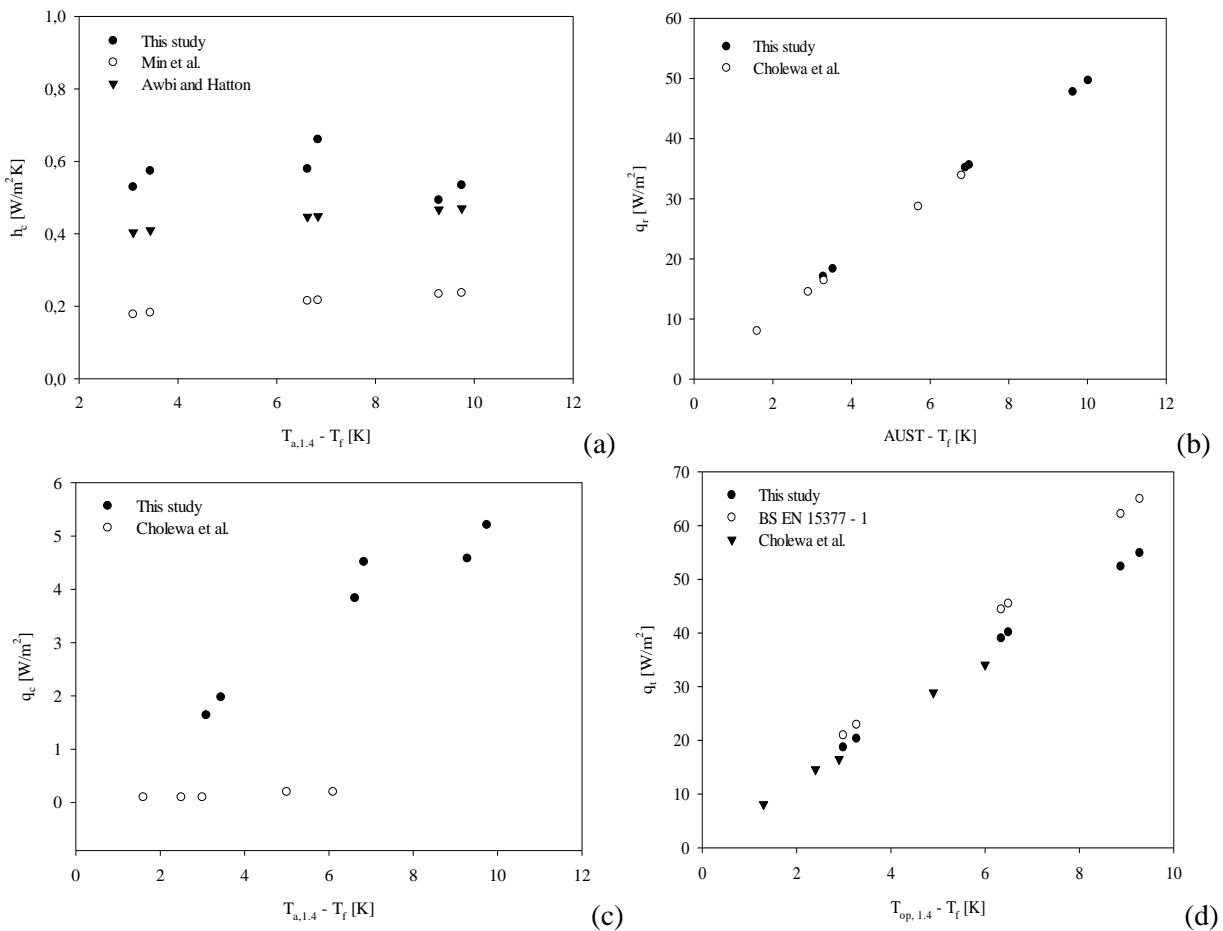 1,0
0,8
0,6
0,4
0,2
0,0
h_c [W/m²K]
This study
Min et al.
Awbi and Hatton
2 4 6 8 10 12
T_a,1.4 - T_f [K]
(a)
60
50
40
30
20
10
0
q_r [W/m²]
This study
Cholewa et al.
0 2 4 6 8 10 12
AUST - T_f [K]
(b)
6
5
4
3
2
1
0
q_c [W/m²]
This study
Cholewa et al.
0 2 4 6 8 10 12
T_a,1.4 - T_f [K]
(c)
70
60
50
40
30
20
10
0
q_t [W/m²]
This study
BS EN 15377 - 1
Cholewa et al.
0 2 4 6 8 10
T_op, 1.4 - T_f [K]
(d)